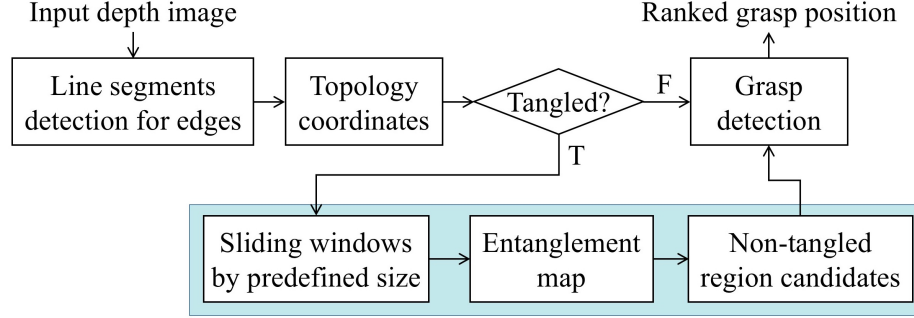 Input depth image
Ranked grasp position
Line segments
detection for edges
Topology
coordinates
Tangled?
F
Grasp
detection
T
Sliding windows
by predefined size
Entanglement
map
Non-tangled
region candidates